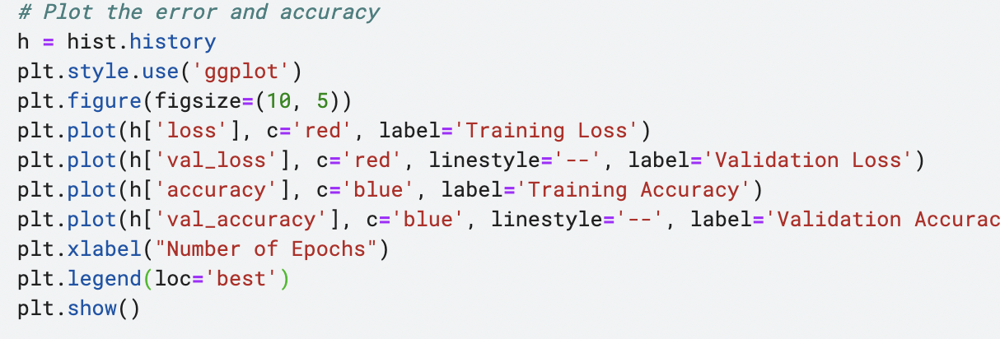 # Plot the error and accuracy
h = hist.history
plt.style.use('ggplot')
plt.figure(figsize=(10, 5))
plt.plot(h['loss'], c='red', label='Training Loss')
plt.plot(h['val_loss'], c='red', linestyle='--', label='Validation Loss')
plt.plot(h['accuracy'], c='blue', label='Training Accuracy')
plt.plot(h['val_accuracy'], c='blue', linestyle='--', label='Validation Accurac
plt.xlabel("Number of Epochs")
plt.legend(loc='best')
plt.show()